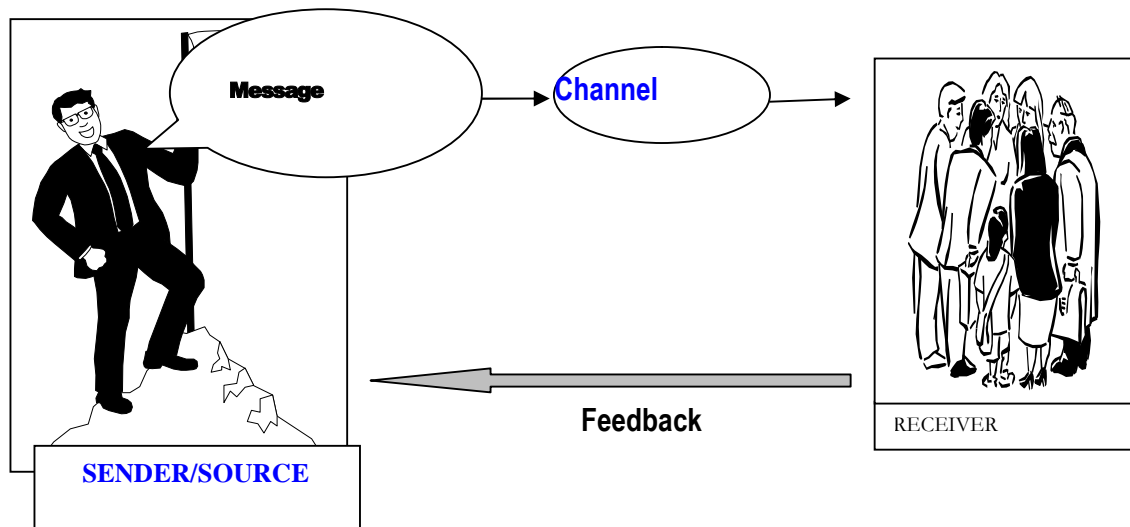 Message
Channel
Feedback
RECEIVER
SENDER/SOURCE